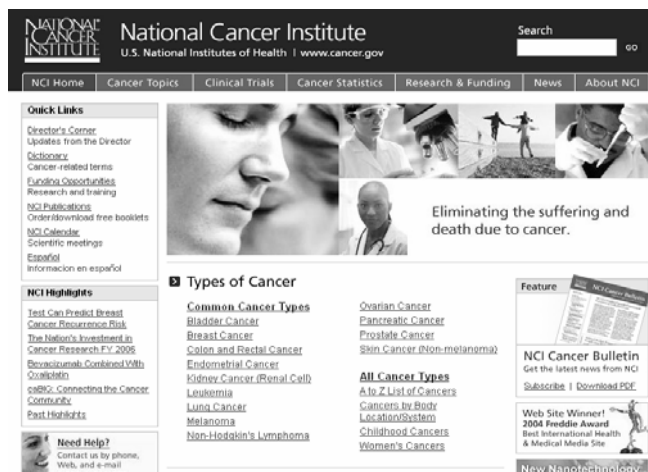 NATIONAL
CANCER
INSTITUTE
National Cancer Institute
U.S. National Institutes of Health | www.cancer.gov
Search
GO
NCI Home
Cancer Topics
Clinical Trials
Cancer Statistics
Research & Funding
News
About NCI
Quick Links
Director's Corner
Updates from the Director
Dictionary
Cancer-related terms
Funding Opportunities
Research and training
NCI Publications
Order/download free booklets
NCI Calendar
Scientific meetings
Español
Informacion en español
NCI Highlights
Test Can Predict Breast
Cancer Recurrence Risk
The Nation's Investment in
Cancer Research FY 2006
Bevacizumab Combined With
Oxaliplatin
caBIG: Connecting the Cancer
Community
Past Highlights
Need Help?
Contact us by phone,
Web, and e-mail
Eliminating the suffering and
death due to cancer.
Types of Cancer
Common Cancer Types
Bladder Cancer
Breast Cancer
Colon and Rectal Cancer
Endometrial Cancer
Kidney Cancer (Renal Cell)
Leukemia
Lung Cancer
Melanoma
Non-Hodgkin's Lymphoma
Ovarian Cancer
Pancreatic Cancer
Prostate Cancer
Skin Cancer (Non-melanoma)
All Cancer Types
A to Z List of Cancers
Cancers by Body
Location/System
Childhood Cancers
Women's Cancers
Feature
NCI Cancer Bulletin
NCI Cancer Bulletin
Get the latest news from NCI
Subscribe | Download PDF
Web Site Winner!
2004 Freddie Award
Best International Health
& Medical Media Site
New Nanotechnology